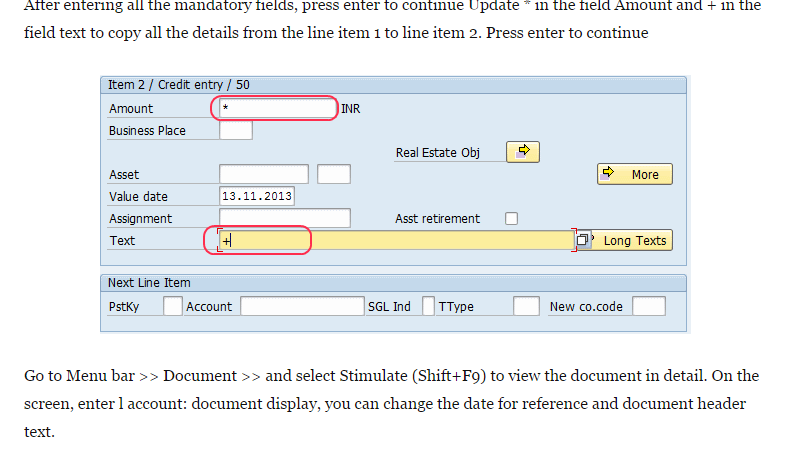 After entering all the mandatory fields, press enter to continue Update * in the field Amount and + in the
field text to copy all the details from the line item 1 to line item 2. Press enter to continue
Item 2 / Credit entry / 50
Amount * INR
Business Place
Real Estate Obj
Asset More
Value date 13.11.2013
Assignment Asst retirement
Text + Long Texts
Next Line Item
PstKy Account SGL Ind TType New co.code
Go to Menu bar >> Document >> and select Stimulate (Shift+F9) to view the document in detail. On the
screen, enter l account: document display, you can change the date for reference and document header
text.